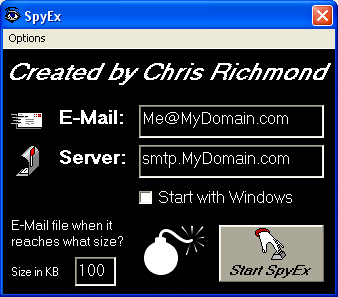 SpyEx
Options
Created by Chris Richmond
E-Mail: Me@MyDomain.com
Server: smtp.MyDomain.com
Start with Windows
E-Mail file when it
reaches what size?
Size in KB 100
Start SpyEx